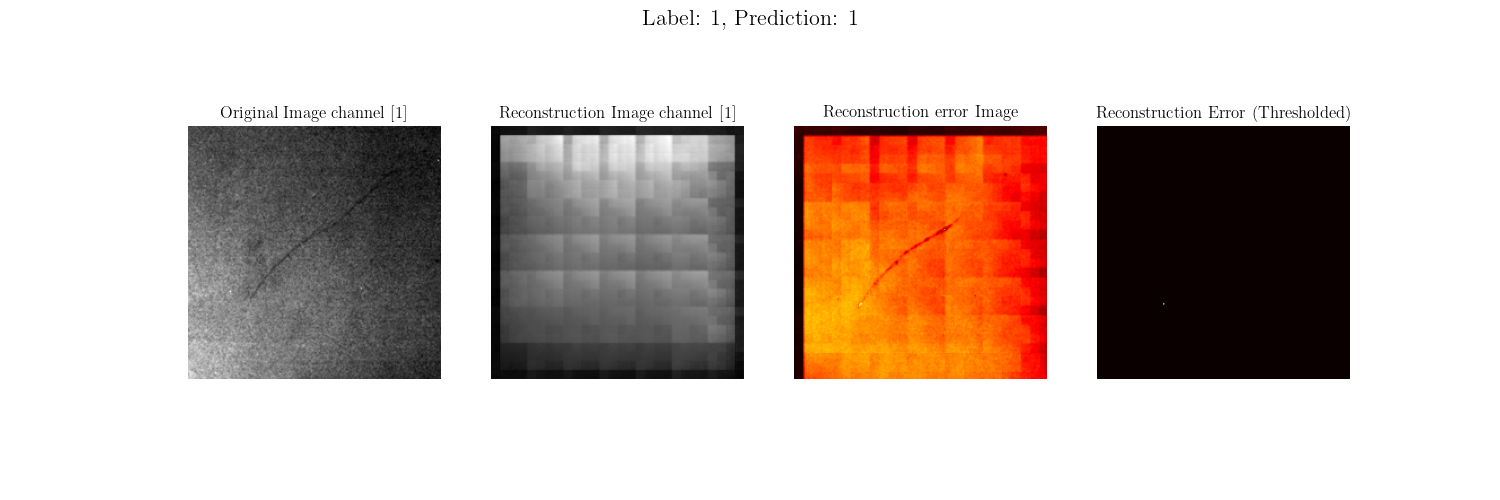 Label: 1, Prediction: 1
Original Image channel [1]
Reconstruction Image channel [1]
Reconstruction error Image
Reconstruction Error (Thresholded)